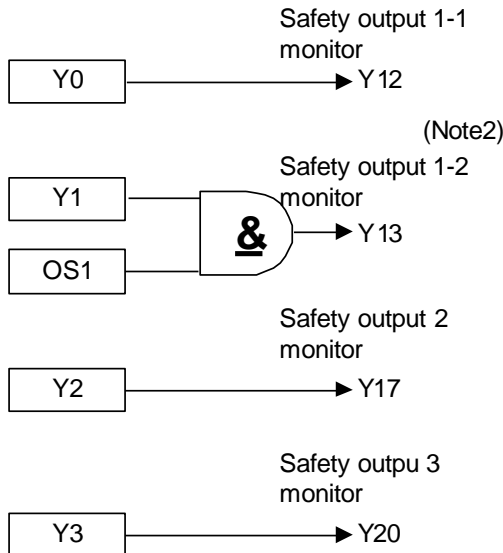 Safety output 1-1
monitor
Y0
Y12
(Note2)
Safety output 1-2
monitor
Y1
&
Y13
OS1
Safety output 2
monitor
Y2
Y17
Safety outpu 3
monitor
Y3
Y20